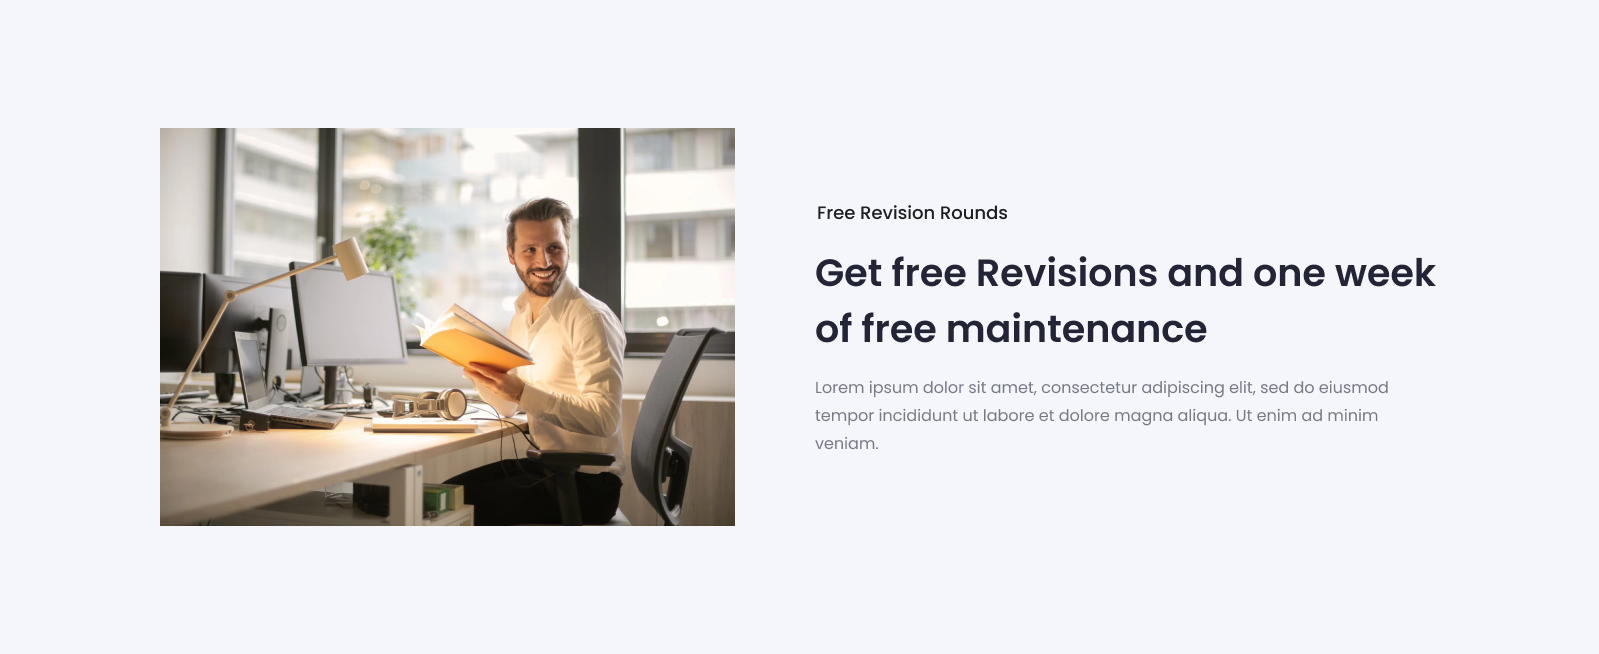 Free Revision Rounds
Get free Revisions and one week
of free maintenance
Lorem ipsum dolor sit amet, consectetur adipiscing elit, sed do eiusmod
tempor incididunt ut labore et dolore magna aliqua. Ut enim ad minim
veniam.